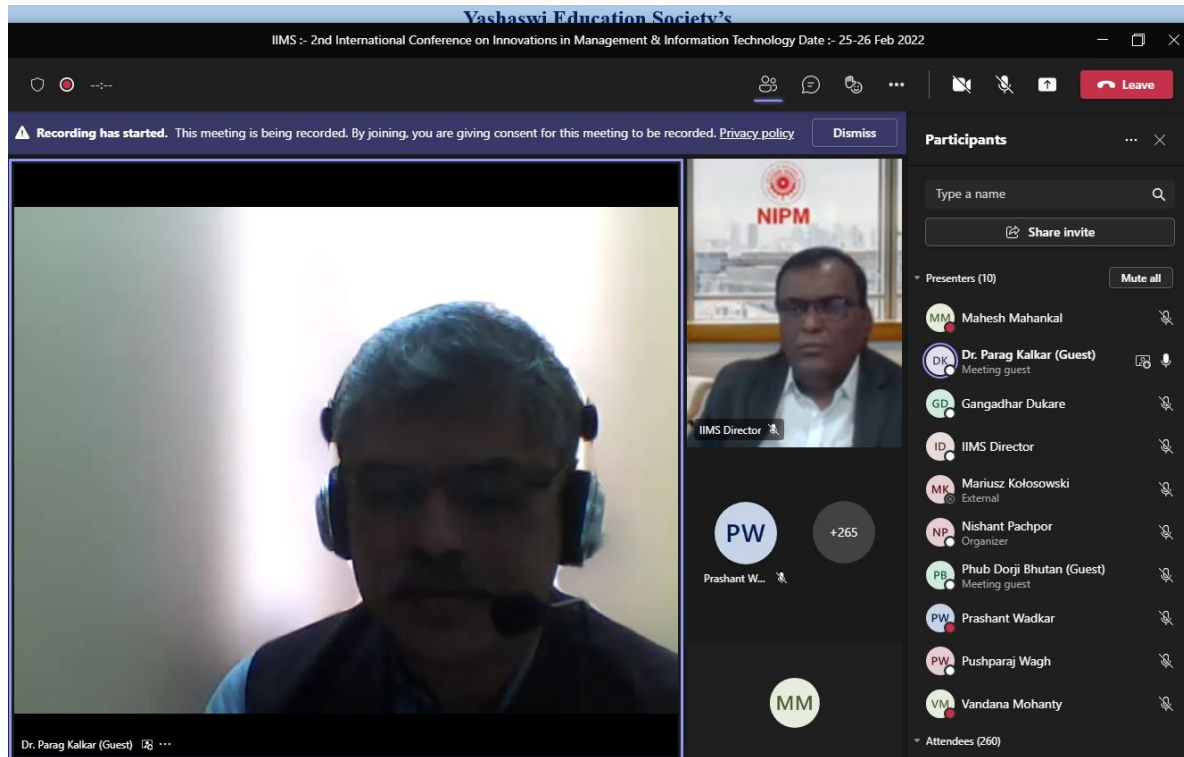 Yashaswi Education Society's
IIMS :- 2nd International Conference on Innovations in Management & Information Technology Date :- 25-26 Feb 2022
--:--
Leave
Recording has started. This meeting is being recorded. By joining, you are giving consent for this meeting to be recorded. Privacy policy
Dismiss
NIPM
IIMS Director
PW
+265
Prashant W...
MM
Dr. Parag Kalkar (Guest)
Participants
Type a name
Share invite
Presenters (10)
Mute all
MM Mahesh Mahankal
DK Dr. Parag Kalkar (Guest)
Meeting guest
GD Gangadhar Dukare
ID IIMS Director
MK Mariusz Kołosowski
External
NP Nishant Pachpor
Organizer
PB Phub Dorji Bhutan (Guest)
Meeting guest
PW Prashant Wadkar
PW Pushparaj Wagh
VM Vandana Mohanty
Attendees (260)